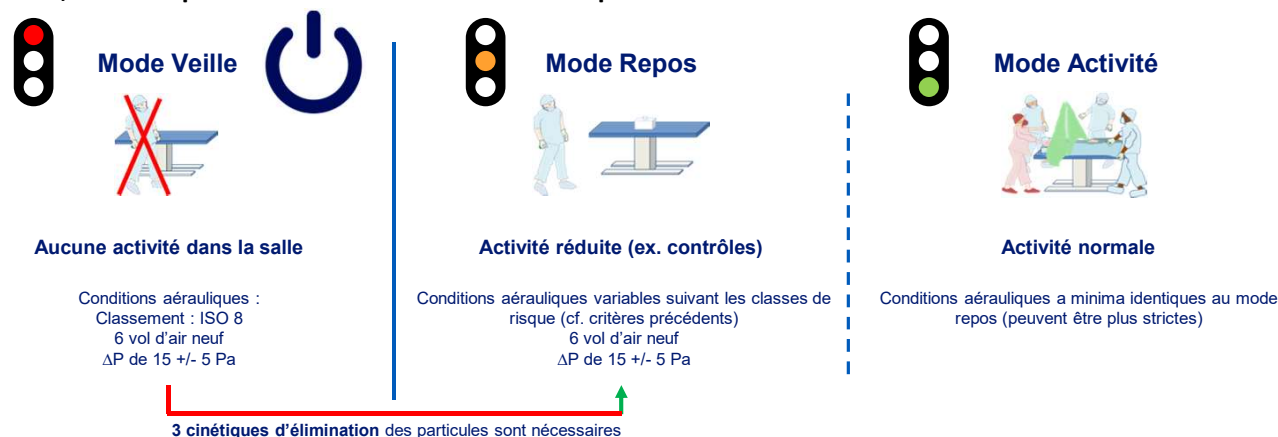 Mode Veille
Mode Repos
Mode Activité
Aucune activité dans la salle
Activité réduite (ex. contrôles)
Activité normale
Conditions aérauliques :
Classement : ISO 8
6 vol d'air neuf
∆P de 15 +/- 5 Pa
Conditions aérauliques variables suivant les classes de
risque (cf. critères précédents)
6 vol d'air neuf
∆P de 15 +/- 5 Pa
Conditions aérauliques a minima identiques au mode
repos (peuvent être plus strictes)
3 cinétiques d'élimination des particules sont nécessaires